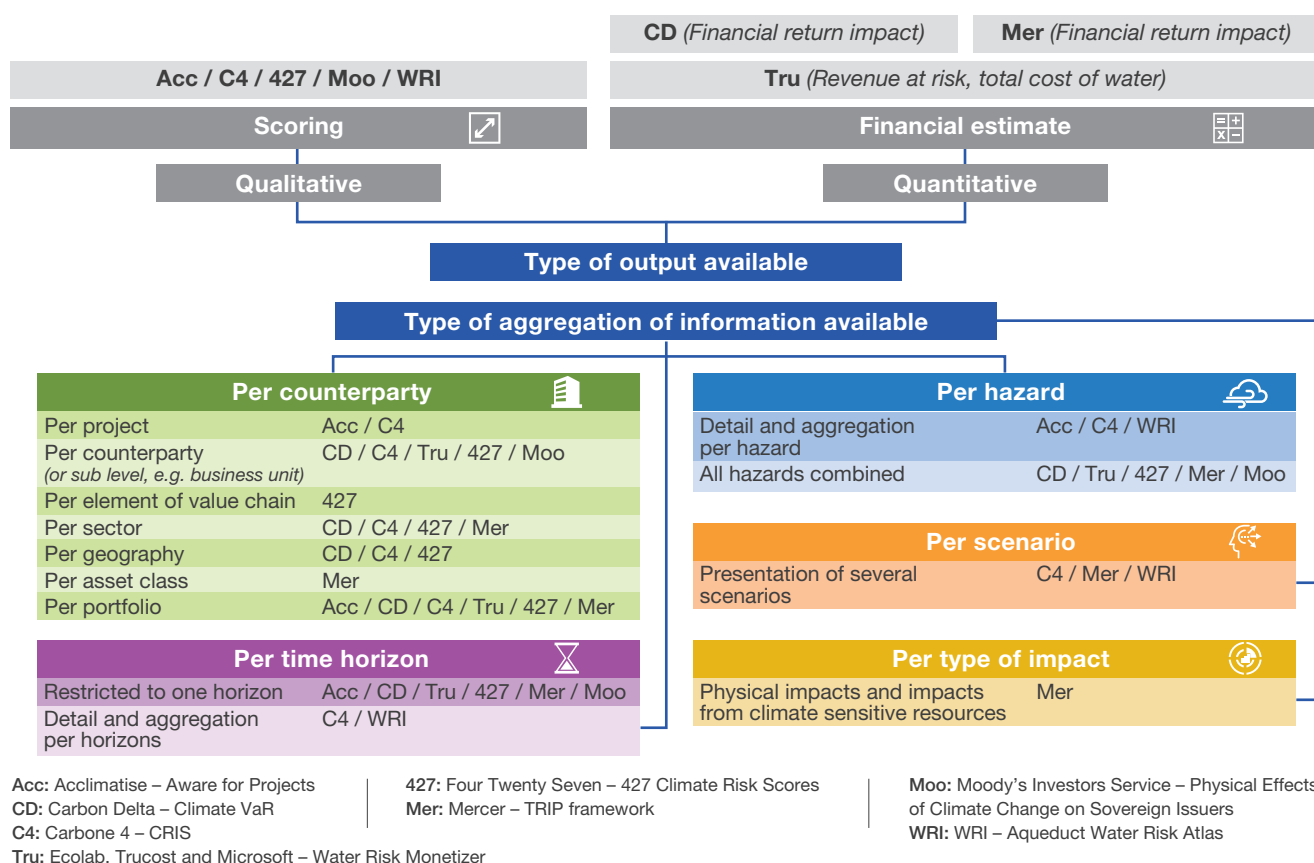 CD (Financial return impact)
Mer (Financial return impact)
Acc / C4 / 427 / Moo / WRI
Tru (Revenue at risk, total cost of water)
Scoring
Financial estimate
Qualitative
Quantitative
Type of output available
Type of aggregation of information available
Per counterparty
Per project Acc / C4
Per counterparty CD / C4 / Tru / 427 / Moo
(or sub level, e.g. business unit)
Per element of value chain 427
Per sector CD / C4 / 427 / Mer
Per geography CD / C4 / 427
Per asset class Mer
Per portfolio Acc / CD / C4 / Tru / 427 / Mer
Per hazard
Detail and aggregation Acc / C4 / WRI
per hazard
All hazards combined CD / Tru / 427 / Mer / Moo
Per scenario
Presentation of several C4 / Mer / WRI
scenarios
Per time horizon
Restricted to one horizon Acc / CD / Tru / 427 / Mer / Moo
Detail and aggregation C4 / WRI
per horizons
Per type of impact
Physical impacts and impacts Mer
from climate sensitive resources
Acc: Acclimatise – Aware for Projects
CD: Carbon Delta – Climate VaR
C4: Carbone 4 – CRIS
Tru: Ecolab, Trucost and Microsoft – Water Risk Monetizer
427: Four Twenty Seven – 427 Climate Risk Scores
Mer: Mercer – TRIP framework
Moo: Moody's Investors Service – Physical Effects
of Climate Change on Sovereign Issuers
WRI: WRI – Aqueduct Water Risk Atlas